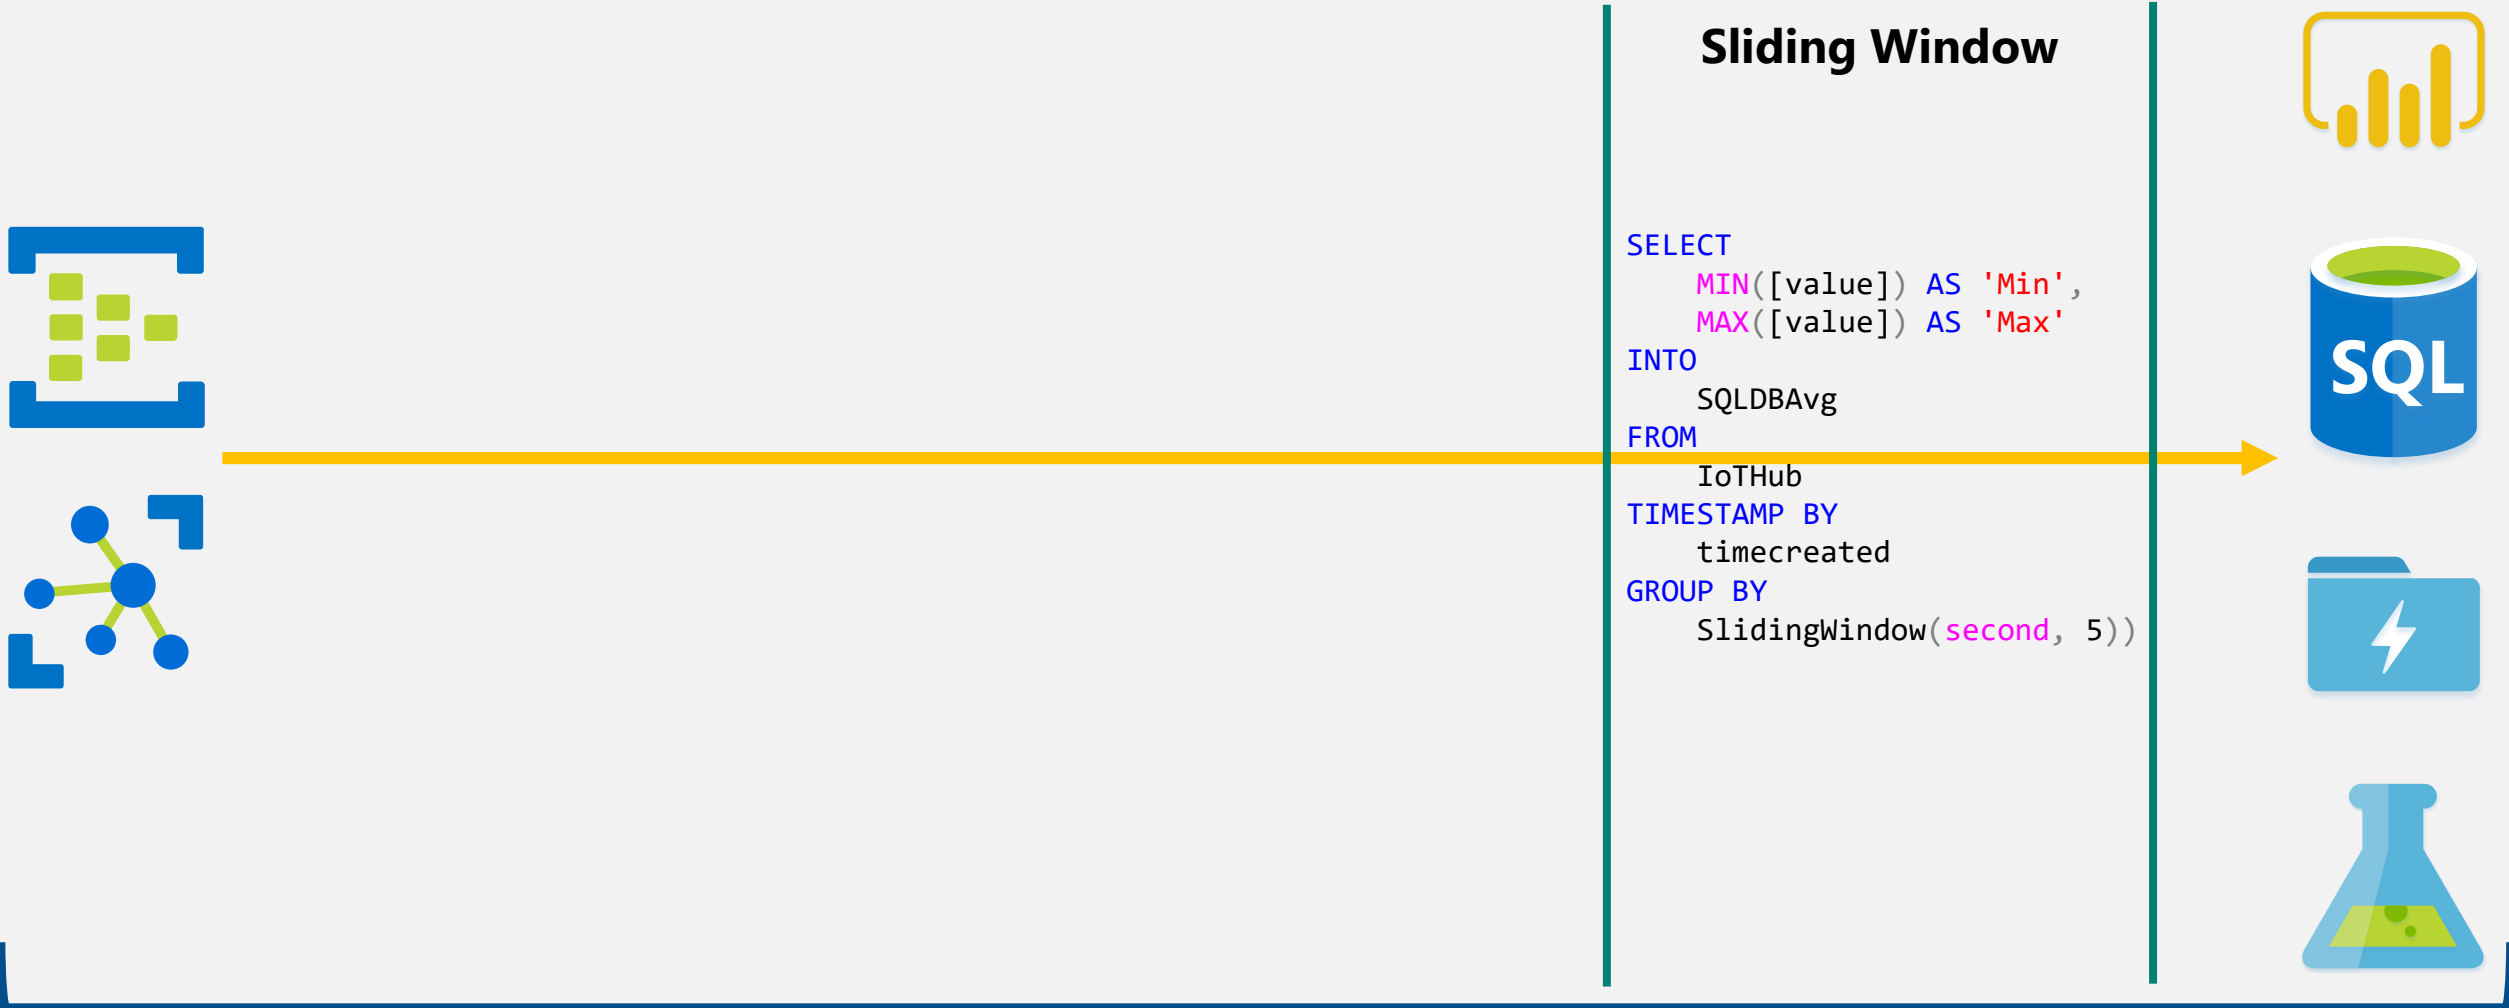 Sliding Window
SELECT
MIN([value]) AS 'Min',
MAX([value]) AS 'Max'
INTO
SQLDBAvg
FROM
IoTHub
TIMESTAMP BY
timecreated
GROUP BY
SlidingWindow(second, 5))
SQL